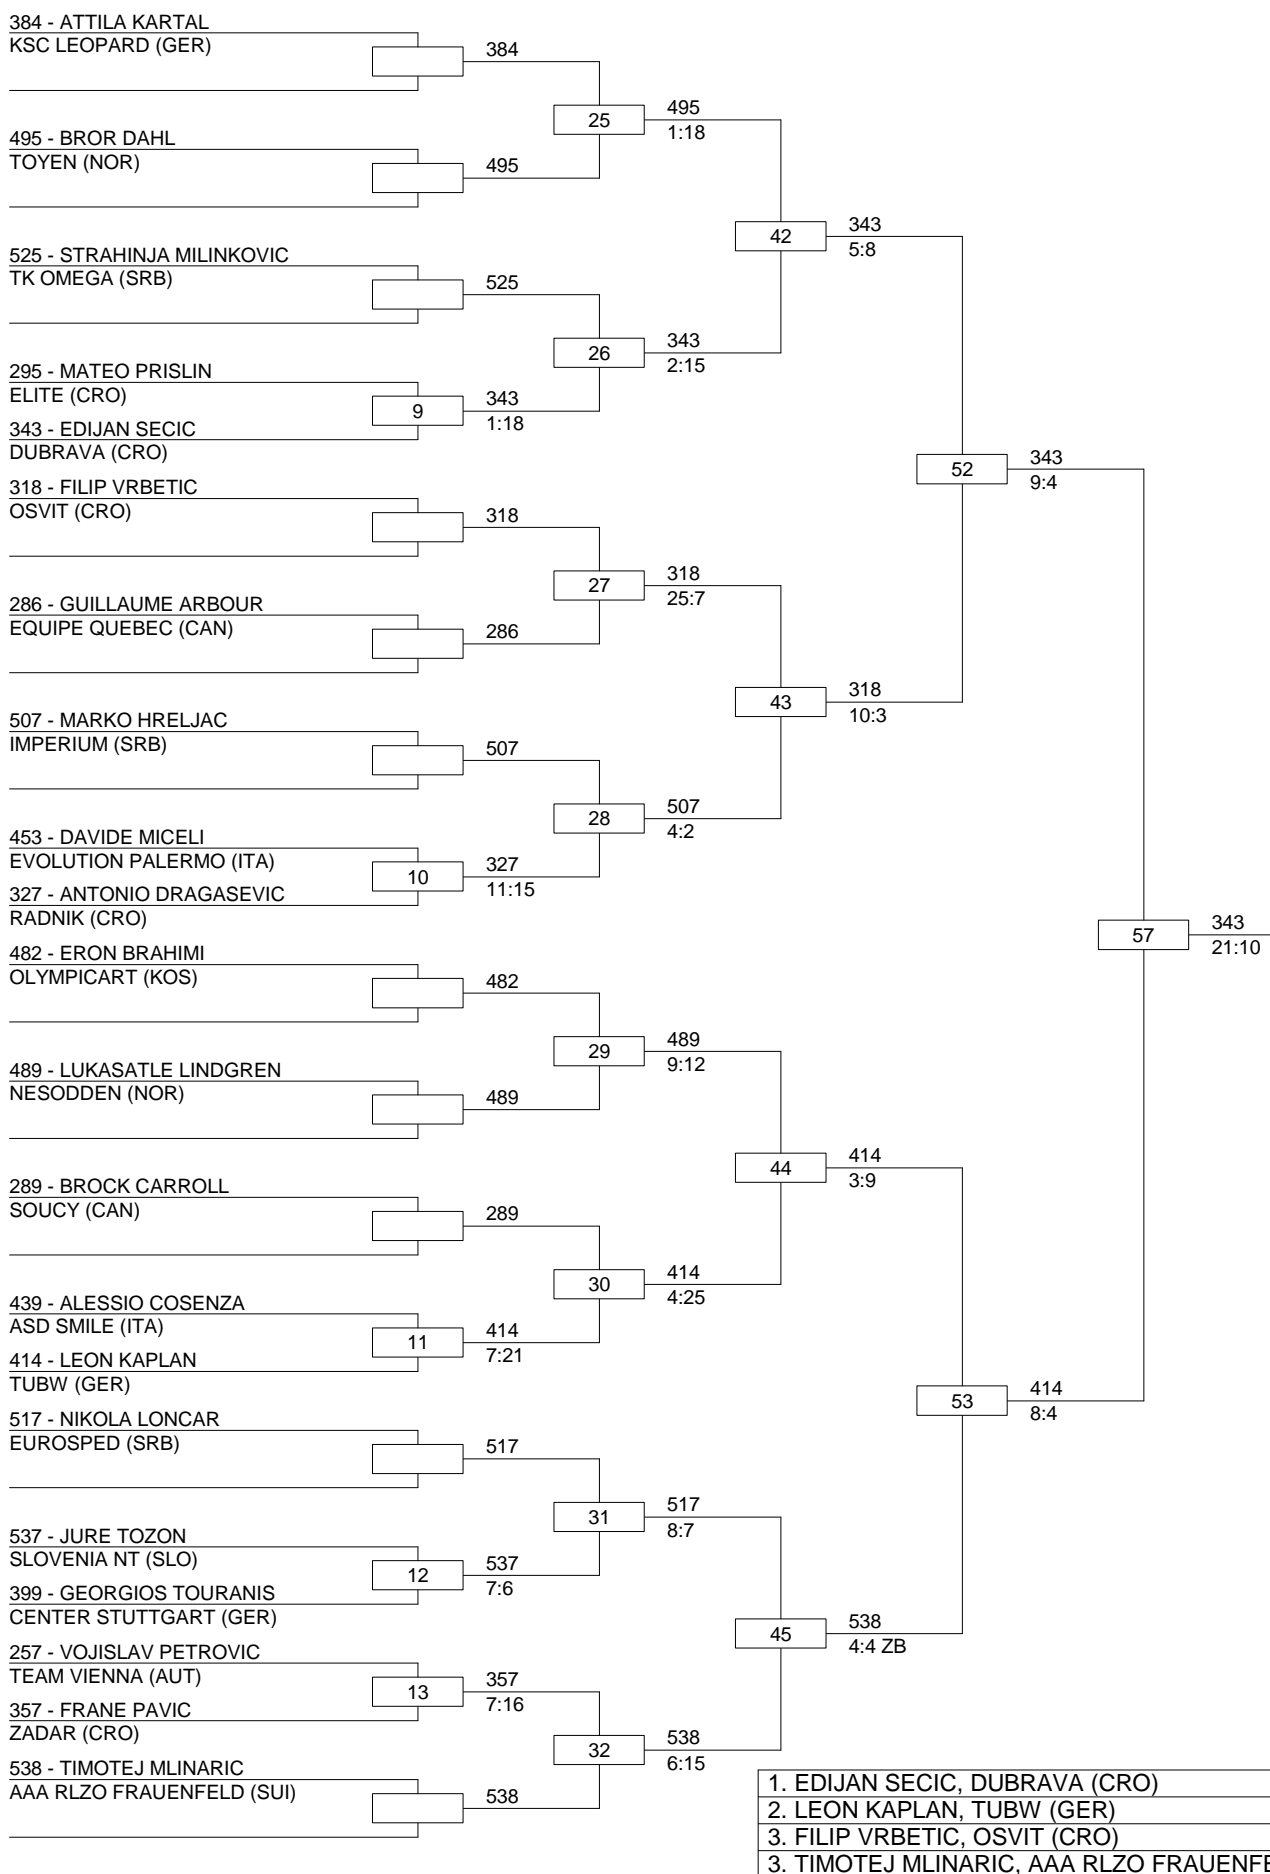 384 - ATTILA KARTAL
KSC LEOPARD (GER)
384
25
495
1:18
495 - BROR DAHL
TOYEN (NOR)
495
42
343
5:8
525 - STRAHINJA MILINKOVIC
TK OMEGA (SRB)
525
26
343
2:15
295 - MATEO PRISLIN
ELITE (CRO)
9
343
1:18
343 - EDIJAN SECIC
DUBRAVA (CRO)
52
343
9:4
318 - FILIP VRBETIC
OSVIT (CRO)
318
27
318
25:7
286 - GUILLAUME ARBOUR
EQUIPE QUEBEC (CAN)
286
43
318
10:3
507 - MARKO HRELJAC
IMPERIUM (SRB)
507
28
507
4:2
453 - DAVIDE MICELI
EVOLUTION PALERMO (ITA)
10
327
11:15
327 - ANTONIO DRAGASEVIC
RADNIK (CRO)
57
343
21:10
482 - ERON BRAHIMI
OLYMPICART (KOS)
482
29
489
9:12
489 - LUKASATLE LINDGREN
NESODDEN (NOR)
489
44
414
3:9
289 - BROCK CARROLL
SOUCY (CAN)
289
30
414
4:25
439 - ALESSIO COSENZA
ASD SMILE (ITA)
11
414
7:21
414 - LEON KAPLAN
TUBW (GER)
53
414
8:4
517 - NIKOLA LONCAR
EUROSPED (SRB)
517
31
517
8:7
537 - JURE TOZON
SLOVENIA NT (SLO)
12
537
7:6
399 - GEORGIOS TOURANIS
CENTER STUTTGART (GER)
45
538
4:4 ZB
257 - VOJISLAV PETROVIC
TEAM VIENNA (AUT)
13
357
7:16
357 - FRANE PAVIC
ZADAR (CRO)
32
538
6:15
538 - TIMOTEJ MLINARIC
AAA RLZO FRAUENFELD (SUI)
538
1. EDIJAN SECIC, DUBRAVA (CRO)
2. LEON KAPLAN, TUBW (GER)
3. FILIP VRBETIC, OSVIT (CRO)
3. TIMOTEJ MLINARIC, AAA RLZO